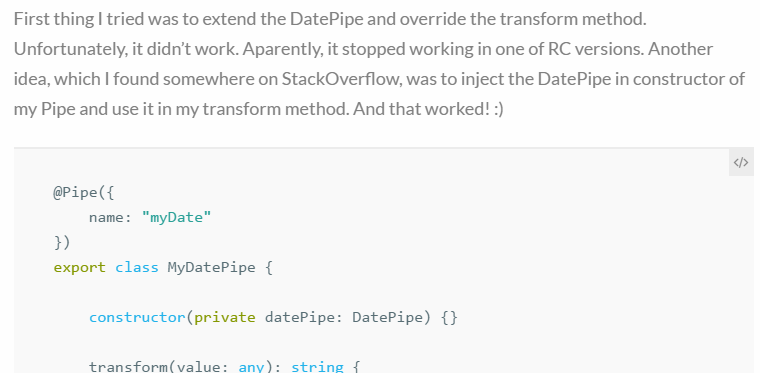 First thing I tried was to extend the DatePipe and override the transform method.
Unfortunately, it didn’t work. Aparently, it stopped working in one of RC versions. Another
idea, which I found somewhere on StackOverflow, was to inject the DatePipe in constructor of
my Pipe and use it in my transform method. And that worked! :)
</>
@Pipe({
    name: "myDate"
})
export class MyDatePipe {
    constructor(private datePipe: DatePipe) {}
    transform(value: any): string {